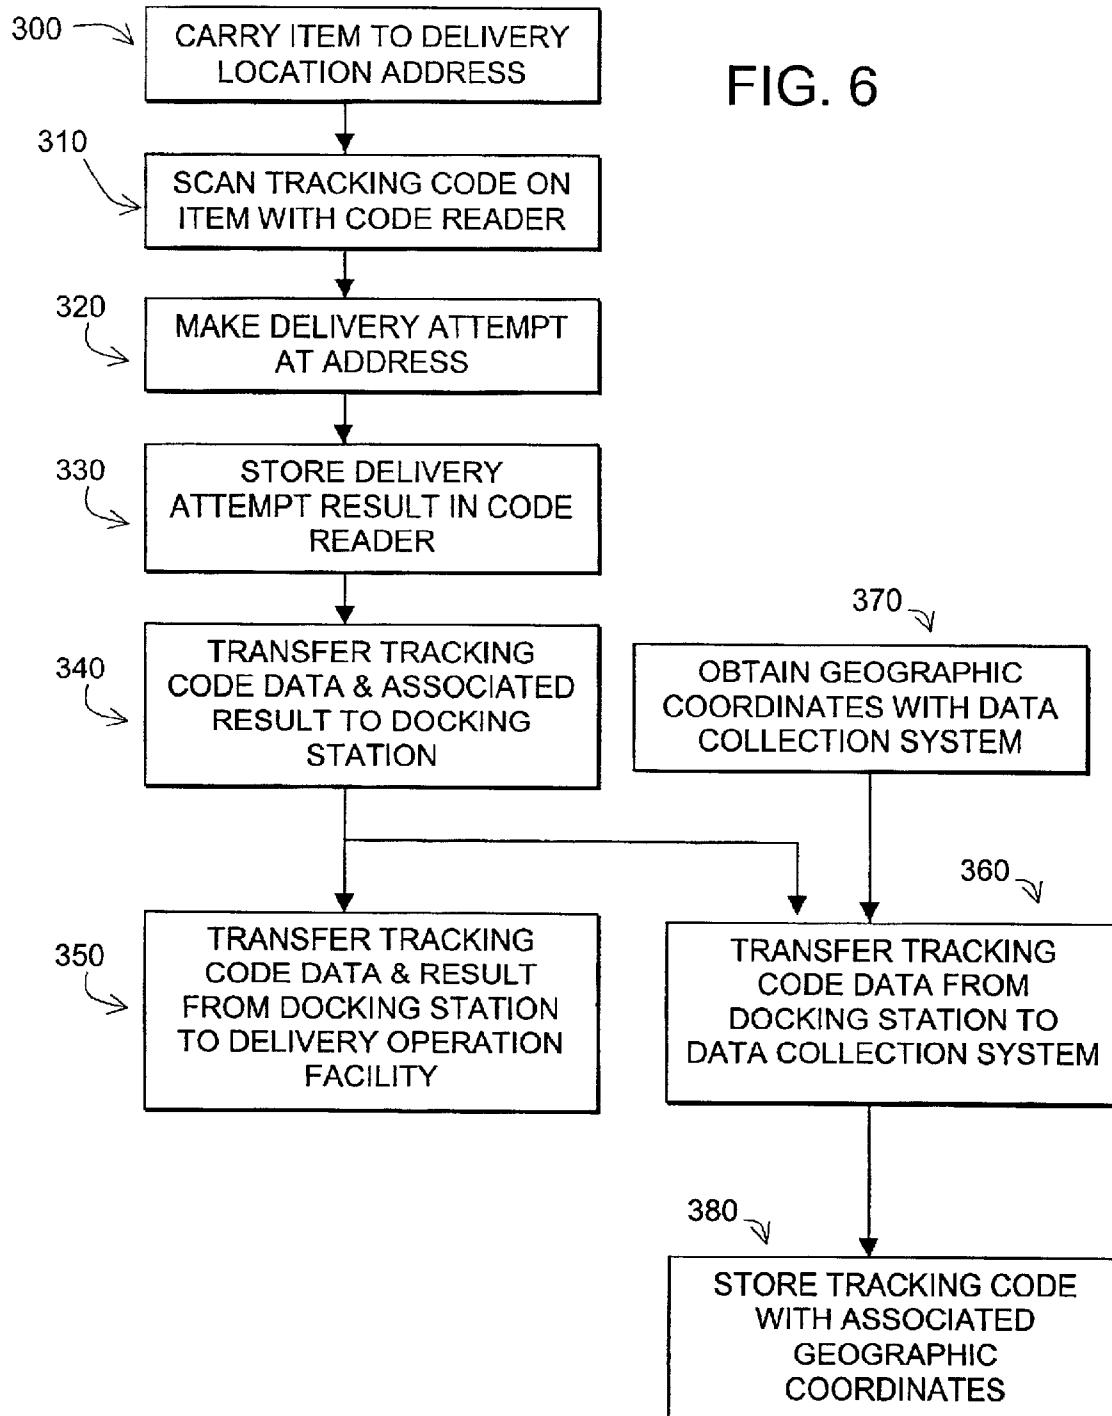 FIG. 6
300
CARRY ITEM TO DELIVERY
LOCATION ADDRESS
310
SCAN TRACKING CODE ON
ITEM WITH CODE READER
320
MAKE DELIVERY ATTEMPT
AT ADDRESS
330
STORE DELIVERY
ATTEMPT RESULT IN CODE
READER
340
TRANSFER TRACKING
CODE DATA & ASSOCIATED
RESULT TO DOCKING
STATION
350
TRANSFER TRACKING
CODE DATA & RESULT
FROM DOCKING STATION
TO DELIVERY OPERATION
FACILITY
370
OBTAIN GEOGRAPHIC
COORDINATES WITH DATA
COLLECTION SYSTEM
360
TRANSFER TRACKING
CODE DATA FROM
DOCKING STATION TO
DATA COLLECTION SYSTEM
380
STORE TRACKING CODE
WITH ASSOCIATED
GEOGRAPHIC
COORDINATES